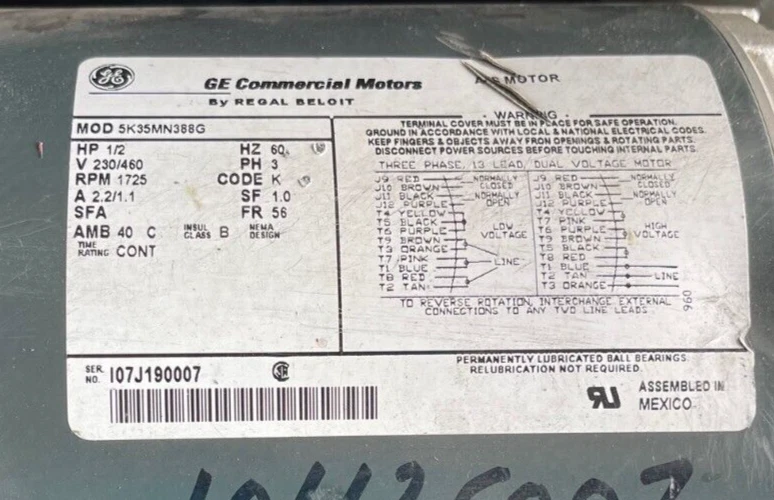 GE
GE Commercial Motors
By REGAL BELOIT
A/C MOTOR
MOD 5K35MN388G
HP 1/2 HZ 60
V 230/460 PH 3
RPM 1725 CODE K
A 2.2/1.1 SF 1.0
SFA FR 56
AMB 40 C INSUL CLASS B NEMA DESIGN
TIME RATING CONT
- WARNING -
TERMINAL COVER MUST BE IN PLACE FOR SAFE OPERATION.
GROUND IN ACCORDANCE WITH LOCAL & NATIONAL ELECTRICAL CODES.
KEEP FINGERS & OBJECTS AWAY FROM OPENINGS & ROTATING PARTS.
DISCONNECT POWER SOURCES BEFORE TOUCHING INTERNAL PARTS.
THREE PHASE, 13 LEAD, DUAL VOLTAGE MOTOR
J9 RED NORMALLY
J10 BROWN CLOSED
J11 BLACK NORMALLY
J12 PURPLE OPEN
T4 YELLOW
T5 BLACK LOW
T6 PURPLE VOLTAGE
T9 BROWN
T3 ORANGE
T7 PINK LINE
T1 BLUE
T8 RED
T2 TAN
J9 RED NORMALLY
J10 BROWN CLOSED
J11 BLACK NORMALLY
J12 PURPLE OPEN
T4 YELLOW
T7 PINK HIGH
T6 PURPLE VOLTAGE
T9 BROWN
T5 BLACK
T8 RED
T1 BLUE
T2 TAN LINE
T3 ORANGE
TO REVERSE ROTATION, INTERCHANGE EXTERNAL
CONNECTIONS TO ANY TWO LINE LEADS
960
SER. NO. I07J190007
PERMANENTLY LUBRICATED BALL BEARINGS.
RELUBRICATION NOT REQUIRED.
ASSEMBLED IN
MEXICO